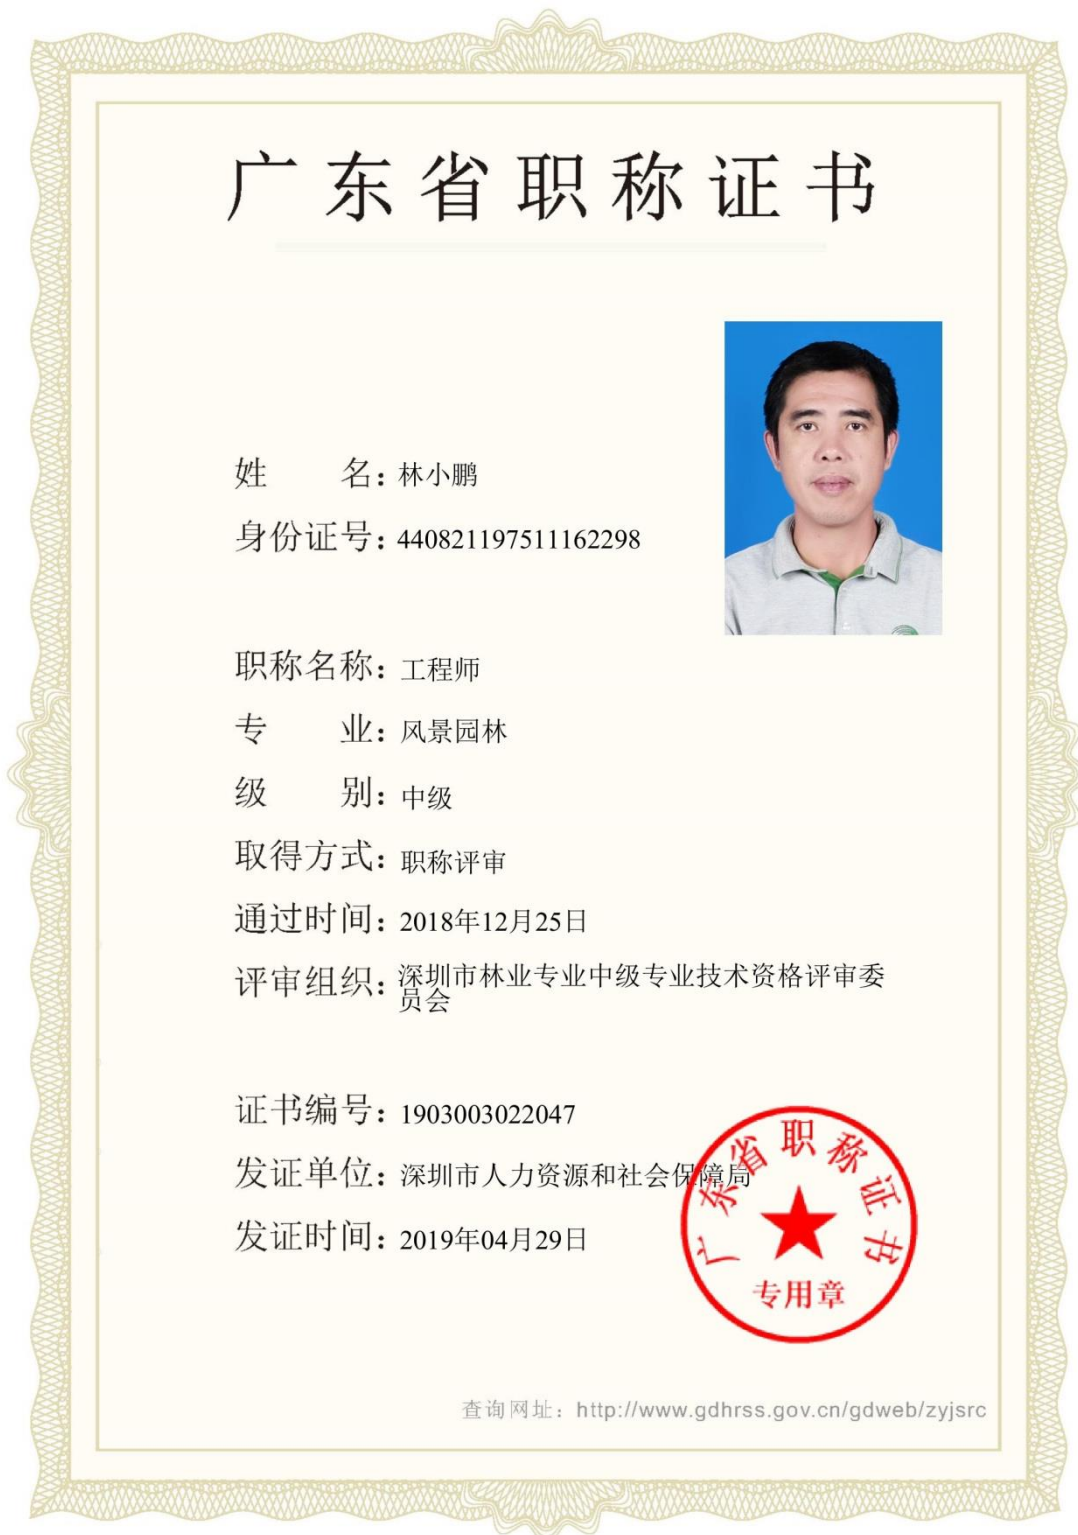 广东省职称证书
姓 名：林小鹏
身份证号：440821197511162298
职称名称：工程师
专 业：风景园林
级 别：中级
取得方式：职称评审
通过时间：2018年12月25日
评审组织：深圳市林业专业中级专业技术资格评审委
员会
证书编号：1903003022047
发证单位：深圳市人力资源和社会保障局
发证时间：2019年04月29日
广东省职称证书
专用章
查询网址：http://www.gdhrss.gov.cn/gdweb/zyjsrc